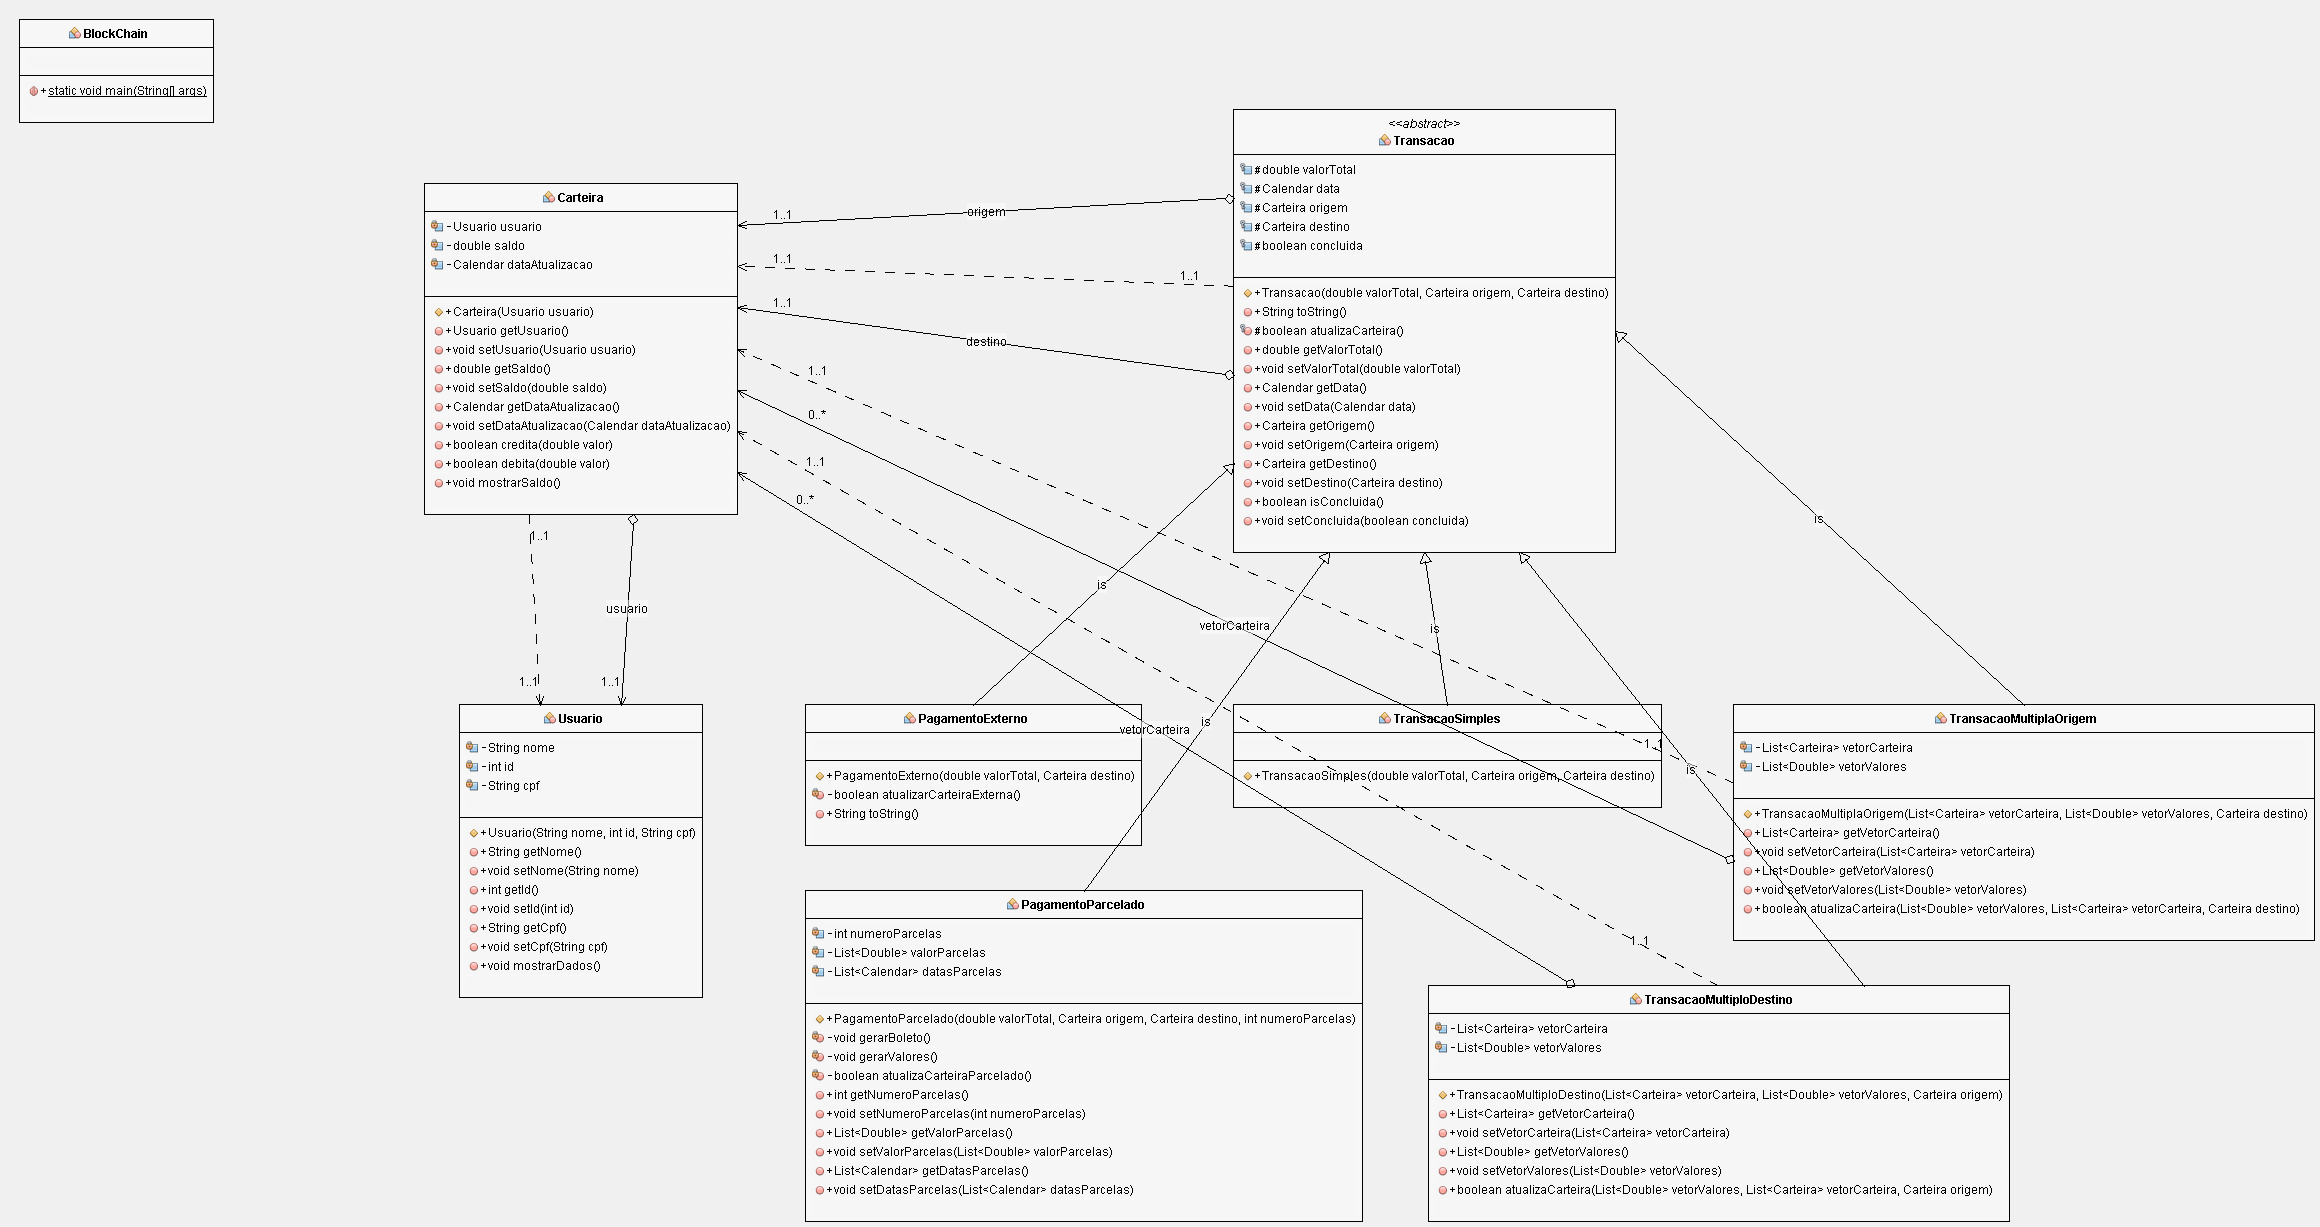 BlockChain
+static void main(String[] args)
<<abstract>>
Transacao
#double valorTotal
#Calendar data
#Carteira origem
#Carteira destino
#boolean concluida
+Transacao(double valorTotal, Carteira origem, Carteira destino)
+String toString()
#boolean atualizaCarteira()
+double getValorTotal()
+void setValorTotal(double valorTotal)
+Calendar getData()
+void setData(Calendar data)
+Carteira getOrigem()
+void setOrigem(Carteira origem)
+Carteira getDestino()
+void setDestino(Carteira destino)
+boolean isConcluida()
+void setConcluida(boolean concluida)
Carteira
-Usuario usuario
-double saldo
-Calendar dataAtualizacao
+Carteira(Usuario usuario)
+Usuario getUsuario()
+void setUsuario(Usuario usuario)
+double getSaldo()
+void setSaldo(double saldo)
+Calendar getDataAtualizacao()
+void setDataAtualizacao(Calendar dataAtualizacao)
+boolean credita(double valor)
+boolean debita(double valor)
+void mostrarSaldo()
1..1
origem
1..1
1..1
1..1
destino
1..1
0..*
1..1
0..*
is
is
vetorCarteira
is
1..1
usuario
1..1
1..1
vetorCarteira
is
1..1
is
1..1
Usuario
-String nome
-int id
-String cpf
+Usuario(String nome, int id, String cpf)
+String getNome()
+void setNome(String nome)
+int getId()
+void setId(int id)
+String getCpf()
+void setCpf(String cpf)
+void mostrarDados()
PagamentoExterno
+PagamentoExterno(double valorTotal, Carteira destino)
-boolean atualizarCarteiraExterna()
+String toString()
TransacaoSimples
+TransacaoSimples(double valorTotal, Carteira origem, Carteira destino)
TransacaoMultiplaOrigem
-List<Carteira> vetorCarteira
-List<Double> vetorValores
+TransacaoMultiplaOrigem(List<Carteira> vetorCarteira, List<Double> vetorValores, Carteira destino)
+List<Carteira> getVetorCarteira()
+void setVetorCarteira(List<Carteira> vetorCarteira)
+List<Double> getVetorValores()
+void setVetorValores(List<Double> vetorValores)
+boolean atualizaCarteira(List<Double> vetorValores, List<Carteira> vetorCarteira, Carteira destino)
PagamentoParcelado
-int numeroParcelas
-List<Double> valorParcelas
-List<Calendar> datasParcelas
+PagamentoParcelado(double valorTotal, Carteira origem, Carteira destino, int numeroParcelas)
-void gerarBoleto()
-void gerarValores()
-boolean atualizaCarteiraParcelado()
+int getNumeroParcelas()
+void setNumeroParcelas(int numeroParcelas)
+List<Double> getValorParcelas()
+void setValorParcelas(List<Double> valorParcelas)
+List<Calendar> getDatasParcelas()
+void setDatasParcelas(List<Calendar> datasParcelas)
TransacaoMultiploDestino
-List<Carteira> vetorCarteira
-List<Double> vetorValores
+TransacaoMultiploDestino(List<Carteira> vetorCarteira, List<Double> vetorValores, Carteira origem)
+List<Carteira> getVetorCarteira()
+void setVetorCarteira(List<Carteira> vetorCarteira)
+List<Double> getVetorValores()
+void setVetorValores(List<Double> vetorValores)
+boolean atualizaCarteira(List<Double> vetorValores, List<Carteira> vetorCarteira, Carteira origem)